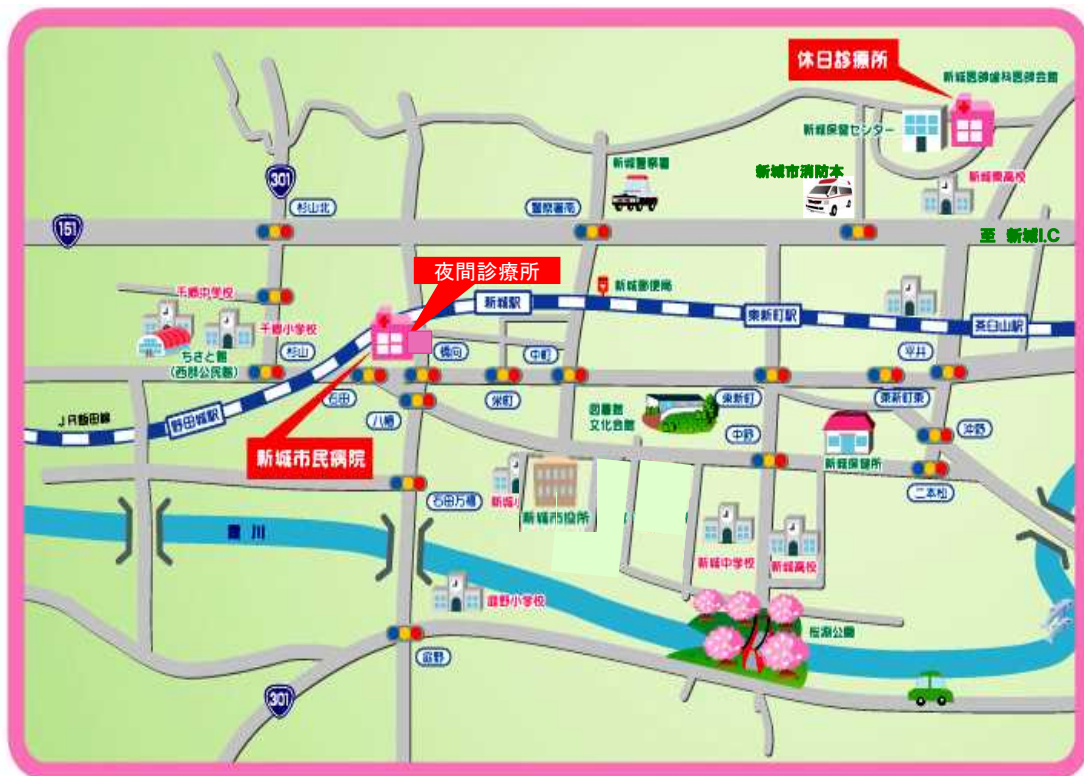 休日診療所
新城医師歯科医師会館
新城保健センター
新城警察署
新城市消防本
新城東高校
301
杉山北
警察署南
151
至 新城I.C
夜間診療所
千郷中学校
新城駅
新城郵便局
東新町駅
茶臼山駅
千郷小学校
ちさと館
(西部公民館)
杉山
橋向
中町
平井
石田
栄町
東新町
東新町東
JR飯田線
野田城駅
八幡
図書館
文化会館
中野
沖野
新城市民病院
新城保健所
石田万福
新城小
新城市役所
二本松
豊川
新城中学校
新城高校
庭野小学校
桜淵公園
庭野
301